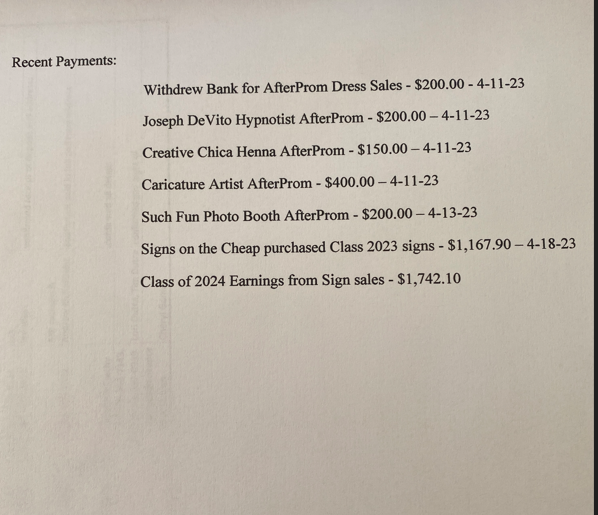 Recent Payments:
Withdrew Bank for AfterProm Dress Sales - $200.00 - 4-11-23
Joseph DeVito Hypnotist AfterProm - $200.00 – 4-11-23
Creative Chica Henna AfterProm - $150.00 – 4-11-23
Caricature Artist AfterProm - $400.00 – 4-11-23
Such Fun Photo Booth AfterProm - $200.00 – 4-13-23
Signs on the Cheap purchased Class 2023 signs - $1,167.90 – 4-18-23
Class of 2024 Earnings from Sign sales - $1,742.10